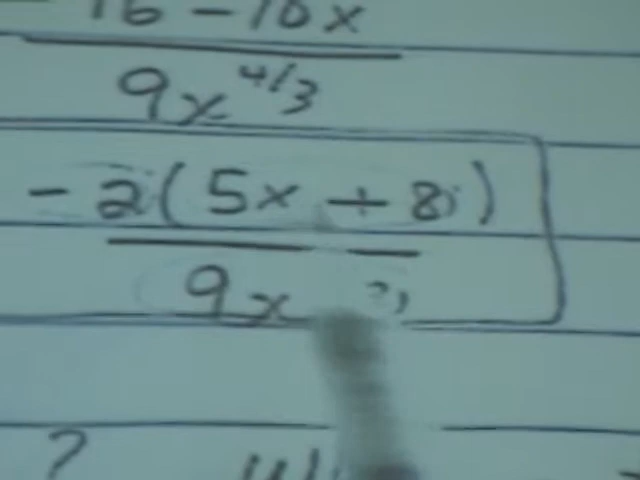 16 - 10x
9x^4/3
- 2(5x + 8)
9x
?